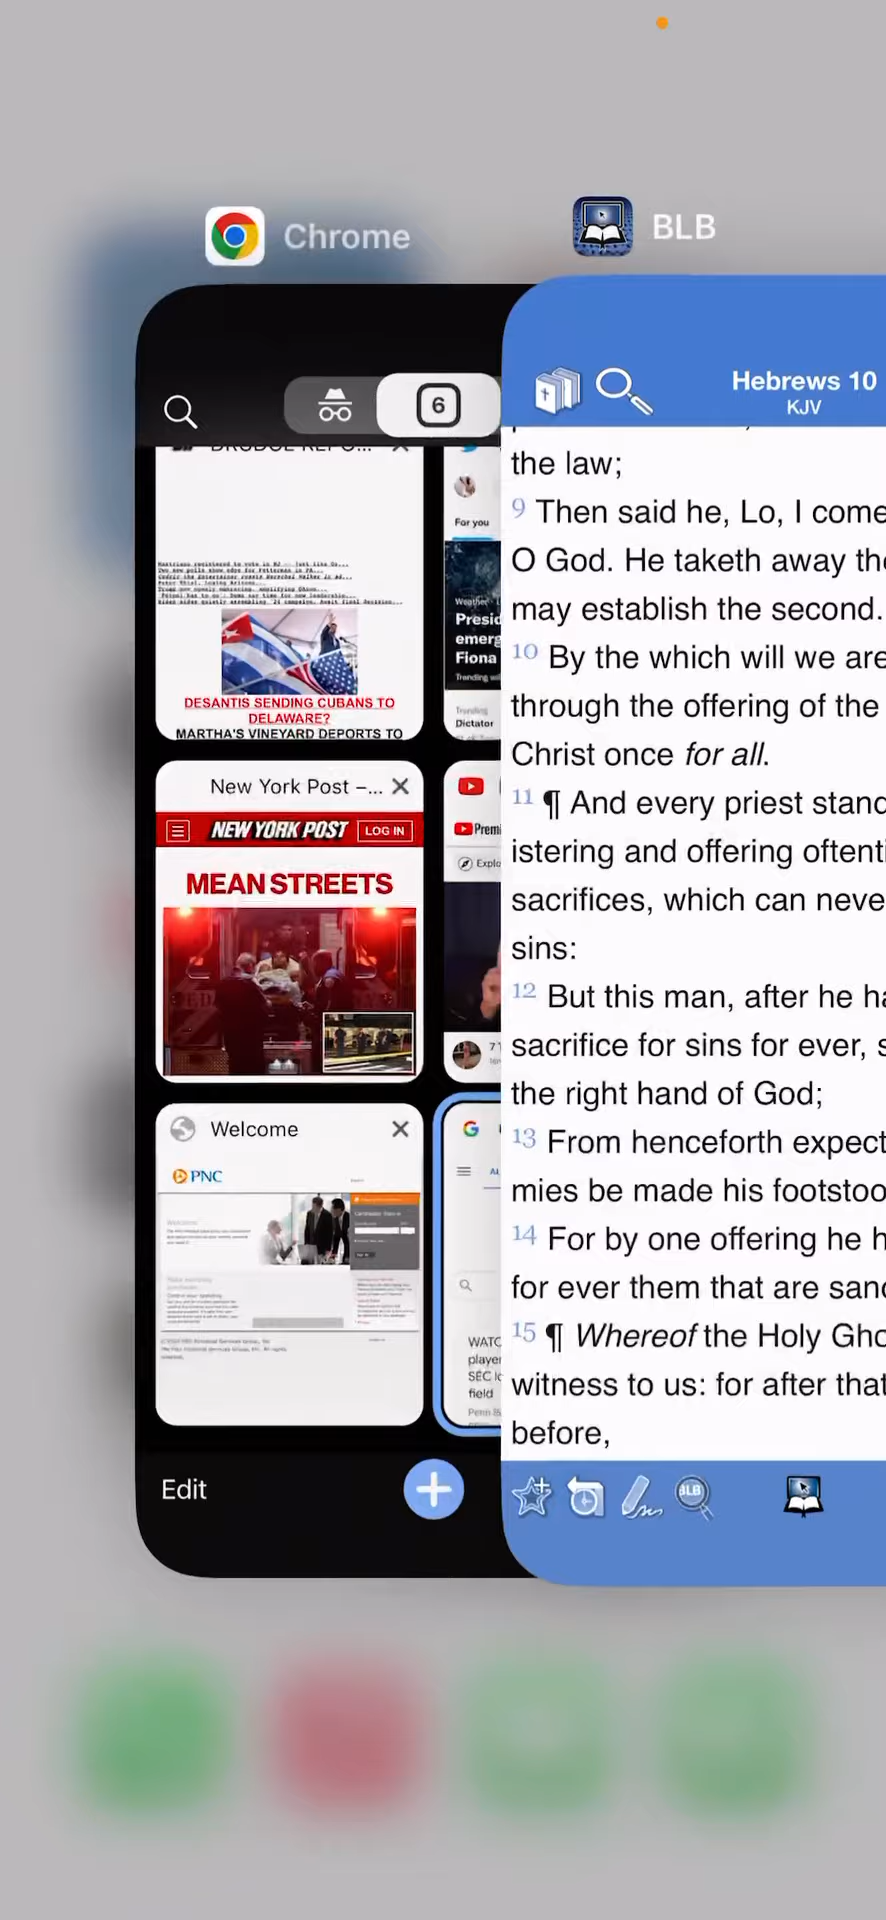 Chrome
BLB
6
Hebrews 10
KJV
DRUDGE REPO...
For you
Weather
Presid
emerg
Fiona
Trending
Trending
Dictator
DESANTIS SENDING CUBANS TO
DELAWARE?
MARTHA'S VINEYARD DEPORTS TO
New York Post –...
NEW YORK POST
LOG IN
MEAN STREETS
Premi
Explo
Welcome
PNC
WATC
player
SEC lo
field
Edit
the law;
9 Then said he, Lo, I come
O God. He taketh away the
may establish the second.
10 By the which will we are
through the offering of the
Christ once for all.
11 ¶ And every priest stand
istering and offering oftenti
sacrifices, which can neve
sins:
12 But this man, after he ha
sacrifice for sins for ever, s
the right hand of God;
13 From henceforth expect
mies be made his footstoo
14 For by one offering he h
for ever them that are sanc
15 ¶ Whereof the Holy Gho
witness to us: for after that
before,
BLB